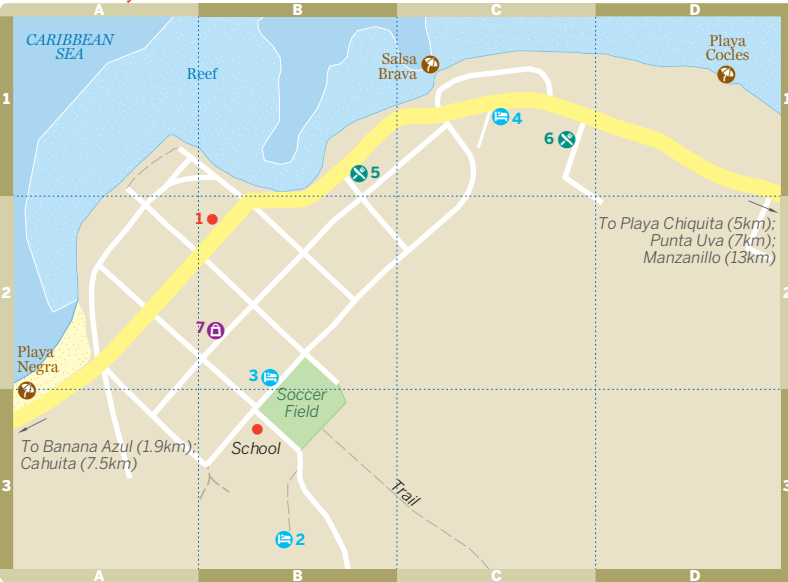 A
B
C
D
CARIBBEAN
SEA
Reef
Salsa
Brava
Playa
Cocles
1
1
4
6
5
1
To Playa Chiquita (5km);
Punta Uva (7km);
Manzanillo (13km)
2
2
7
Playa
Negra
3
Soccer
Field
School
To Banana Azul (1.9km);
Cahuita (7.5km)
Trail
3
3
2
A
B
C
D